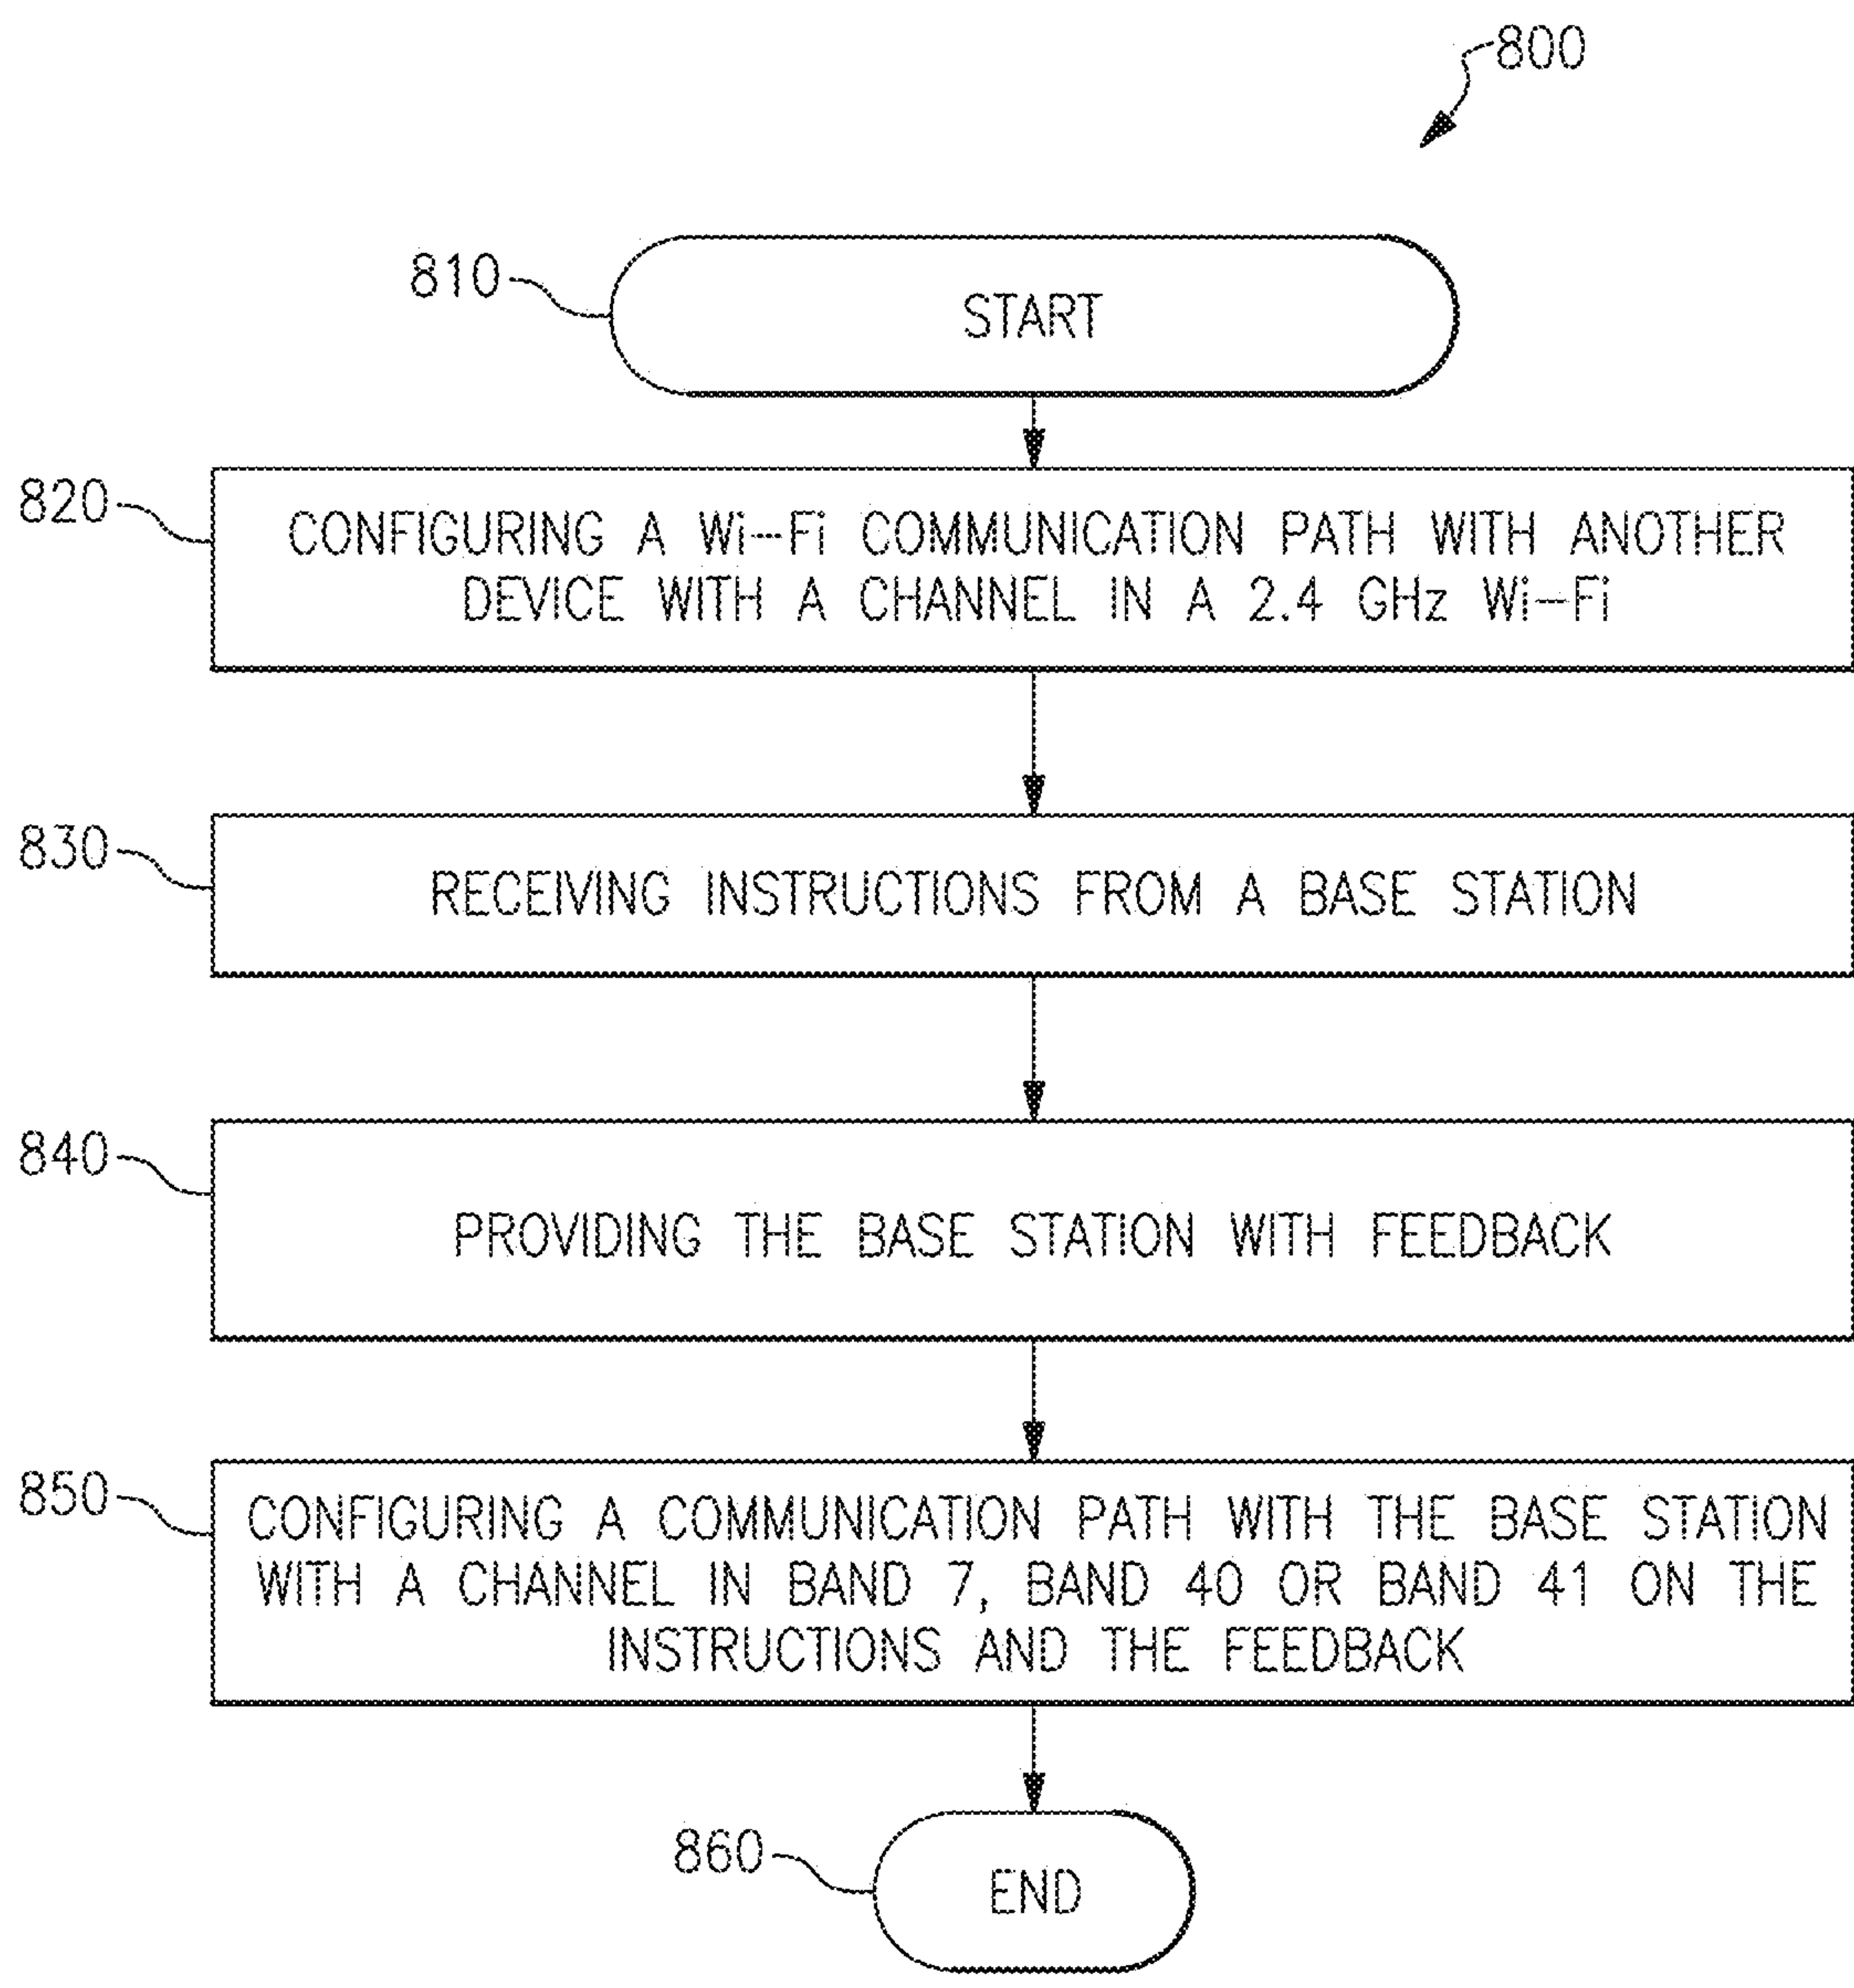 800
810
START
820
CONFIGURING A Wi-Fi COMMUNICATION PATH WITH ANOTHER
DEVICE WITH A CHANNEL IN A 2.4 GHz Wi-Fi
830
RECEIVING INSTRUCTIONS FROM A BASE STATION
840
PROVIDING THE BASE STATION WITH FEEDBACK
850
CONFIGURING A COMMUNICATION PATH WITH THE BASE STATION
WITH A CHANNEL IN BAND 7, BAND 40 OR BAND 41 ON THE
INSTRUCTIONS AND THE FEEDBACK
860
END